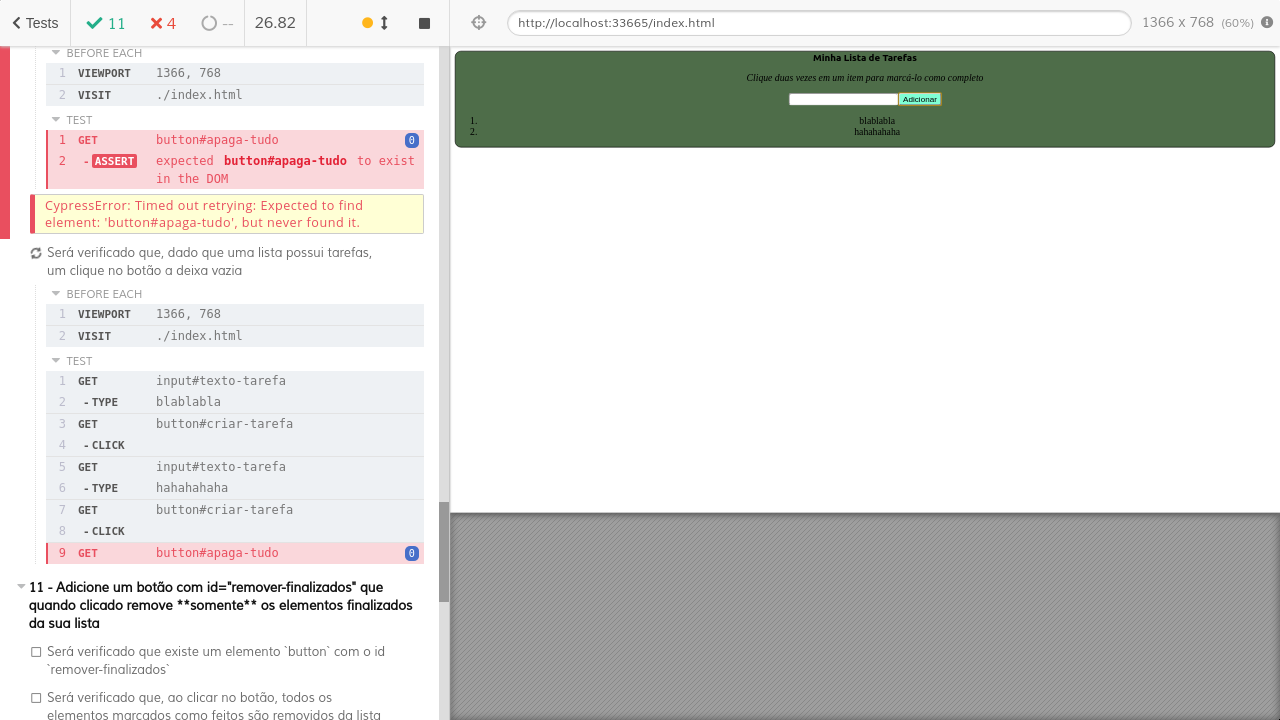 Tests
11
4
--
26.82
http://localhost:33665/index.html
1366 x 768 (60%)
BEFORE EACH
1 VIEWPORT 1366, 768
2 VISIT ./index.html
TEST
1 GET button#apaga-tudo 0
2 - ASSERT expected button#apaga-tudo to exist
in the DOM
CypressError: Timed out retrying: Expected to find
element: 'button#apaga-tudo', but never found it.
Será verificado que, dado que uma lista possui tarefas,
um clique no botão a deixa vazia
BEFORE EACH
1 VIEWPORT 1366, 768
2 VISIT ./index.html
TEST
1 GET input#texto-tarefa
2 - TYPE blablabla
3 GET button#criar-tarefa
4 - CLICK
5 GET input#texto-tarefa
6 - TYPE hahahahaha
7 GET button#criar-tarefa
8 - CLICK
9 GET button#apaga-tudo 0
11 - Adicione um botão com id="remover-finalizados" que
quando clicado remove **somente** os elementos finalizados
da sua lista
Será verificado que existe um elemento `button` com o id
`remover-finalizados`
Será verificado que, ao clicar no botão, todos os
elementos marcados como feitos são removidos da lista
Minha Lista de Tarefas
Clique duas vezes em um item para marcá-lo como completo
Adicionar
1. blablabla
2. hahahahaha